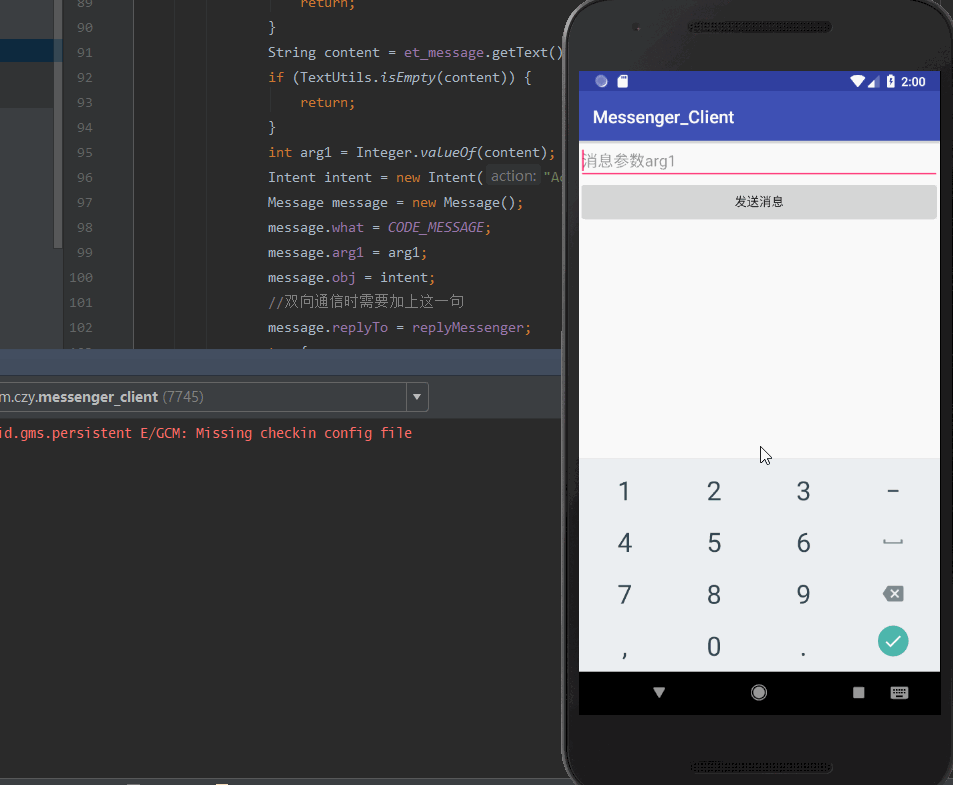 89 return;
90 }
91 String content = et_message.getText()
92 if (TextUtils.isEmpty(content)) {
93 return;
94 }
95 int arg1 = Integer.valueOf(content);
96 Intent intent = new Intent( action: "Ac
97 Message message = new Message();
98 message.what = CODE_MESSAGE;
99 message.arg1 = arg1;
100 message.obj = intent;
101 //双向通信时需要加上这一句
102 message.replyTo = replyMessenger;
m.czy.messenger_client (7745)
id.gms.persistent E/GCM: Missing checkin config file
2:00
Messenger_Client
消息参数arg1
发送消息
1 2 3 -
4 5 6
7 8 9
, 0 .